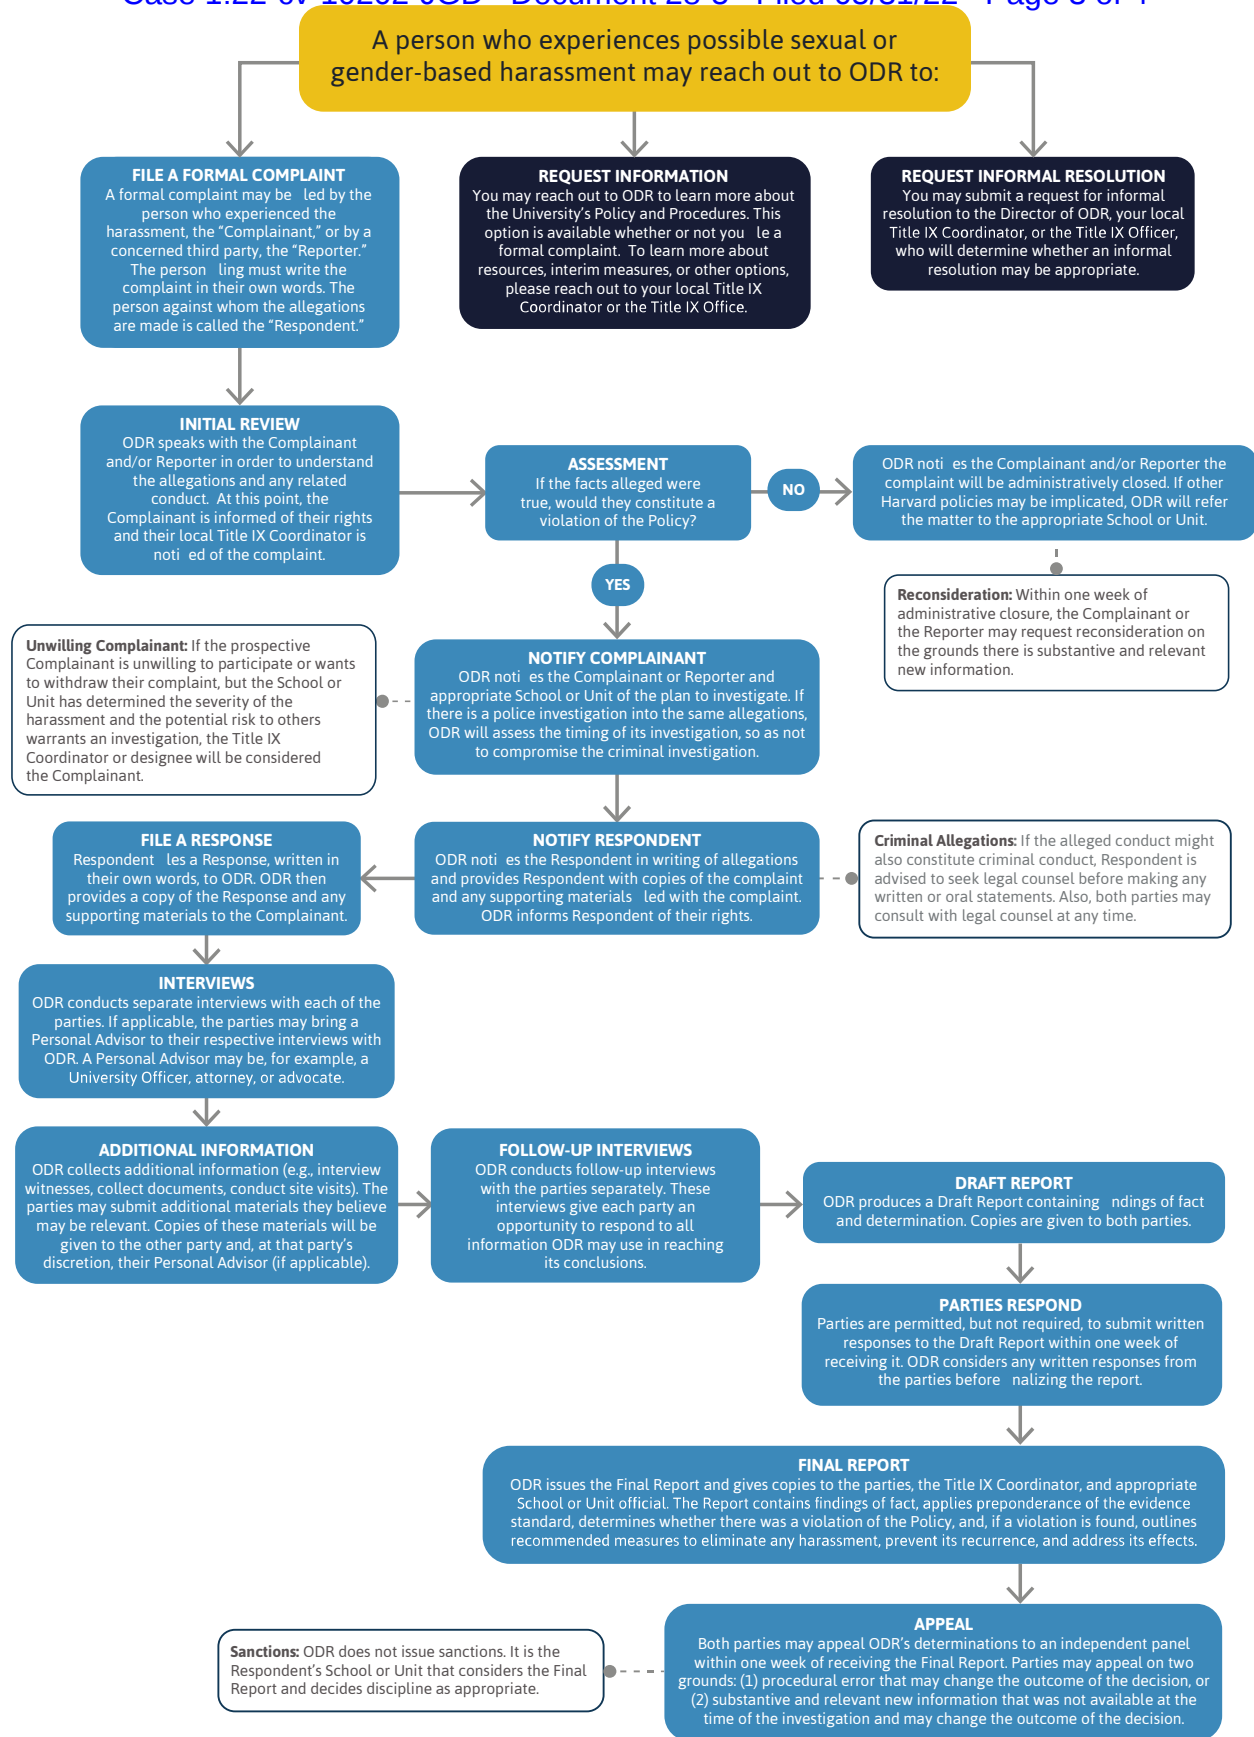 A person who experiences possible sexual or
gender-based harassment may reach out to ODR to:
FILE A FORMAL COMPLAINT
A formal complaint may be led by the
person who experienced the
harassment, the “Complainant,” or by a
concerned third party, the “Reporter.”
The person ling must write the
complaint in their own words. The
person against whom the allegations
are made is called the “Respondent.”
REQUEST INFORMATION
You may reach out to ODR to learn more about
the University’s Policy and Procedures. This
option is available whether or not you le a
formal complaint. To learn more about
resources, interim measures, or other options,
please reach out to your local Title IX
Coordinator or the Title IX Office.
REQUEST INFORMAL RESOLUTION
You may submit a request for informal
resolution to the Director of ODR, your local
Title IX Coordinator, or the Title IX Officer,
who will determine whether an informal
resolution may be appropriate.
INITIAL REVIEW
ODR speaks with the Complainant
and/or Reporter in order to understand
the allegations and any related
conduct. At this point, the
Complainant is informed of their rights
and their local Title IX Coordinator is
noti ed of the complaint.
ASSESSMENT
If the facts alleged were
true, would they constitute a
violation of the Policy?
NO
ODR noti es the Complainant and/or Reporter the
complaint will be administratively closed. If other
Harvard policies may be implicated, ODR will refer
the matter to the appropriate School or Unit.
YES
Reconsideration: Within one week of
administrative closure, the Complainant or
the Reporter may request reconsideration on
the grounds there is substantive and relevant
new information.
Unwilling Complainant: If the prospective
Complainant is unwilling to participate or wants
to withdraw their complaint, but the School or
Unit has determined the severity of the
harassment and the potential risk to others
warrants an investigation, the Title IX
Coordinator or designee will be considered
the Complainant.
NOTIFY COMPLAINANT
ODR noti es the Complainant or Reporter and
appropriate School or Unit of the plan to investigate. If
there is a police investigation into the same allegations,
ODR will assess the timing of its investigation, so as not
to compromise the criminal investigation.
FILE A RESPONSE
Respondent les a Response, written in
their own words, to ODR. ODR then
provides a copy of the Response and any
supporting materials to the Complainant.
NOTIFY RESPONDENT
ODR noti es the Respondent in writing of allegations
and provides Respondent with copies of the complaint
and any supporting materials led with the complaint.
ODR informs Respondent of their rights.
Criminal Allegations: If the alleged conduct might
also constitute criminal conduct, Respondent is
advised to seek legal counsel before making any
written or oral statements. Also, both parties may
consult with legal counsel at any time.
INTERVIEWS
ODR conducts separate interviews with each of the
parties. If applicable, the parties may bring a
Personal Advisor to their respective interviews with
ODR. A Personal Advisor may be, for example, a
University Officer, attorney, or advocate.
ADDITIONAL INFORMATION
ODR collects additional information (e.g., interview
witnesses, collect documents, conduct site visits). The
parties may submit additional materials they believe
may be relevant. Copies of these materials will be
given to the other party and, at that party’s
discretion, their Personal Advisor (if applicable).
FOLLOW-UP INTERVIEWS
ODR conducts follow-up interviews
with the parties separately. These
interviews give each party an
opportunity to respond to all
information ODR may use in reaching
its conclusions.
DRAFT REPORT
ODR produces a Draft Report containing ndings of fact
and determination. Copies are given to both parties.
PARTIES RESPOND
Parties are permitted, but not required, to submit written
responses to the Draft Report within one week of
receiving it. ODR considers any written responses from
the parties before nalizing the report.
FINAL REPORT
ODR issues the Final Report and gives copies to the parties, the Title IX Coordinator, and appropriate
School or Unit official. The Report contains findings of fact, applies preponderance of the evidence
standard, determines whether there was a violation of the Policy, and, if a violation is found, outlines
recommended measures to eliminate any harassment, prevent its recurrence, and address its effects.
APPEAL
Both parties may appeal ODR’s determinations to an independent panel
within one week of receiving the Final Report. Parties may appeal on two
grounds: (1) procedural error that may change the outcome of the decision, or
(2) substantive and relevant new information that was not available at the
time of the investigation and may change the outcome of the decision.
Sanctions: ODR does not issue sanctions. It is the
Respondent’s School or Unit that considers the Final
Report and decides discipline as appropriate.